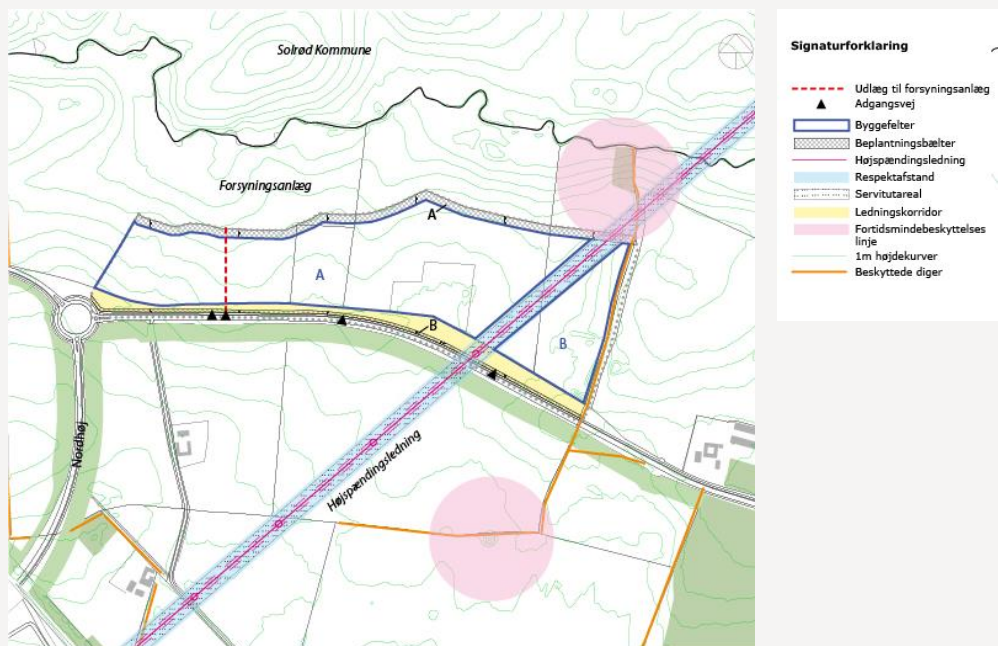 Solrød Kommune
Forsyningsanlæg
A
A
B
B
Nordhøj
Højspændingsledning
Signaturforklaring
Udlæg til forsyningsanlæg
Adgangsvej
Byggefelter
Beplantningsbælter
Højspændingsledning
Respektafstand
Servitutareal
Ledningskorridor
Fortidsmindebeskyttelses
linje
1m højdekurver
Beskyttede diger